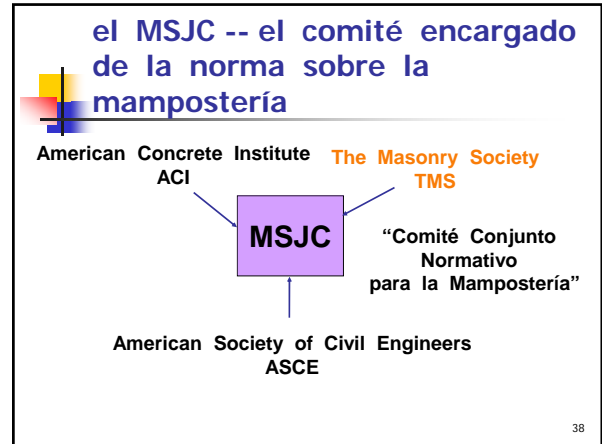 el MSJC -- el comité encargado
de la norma sobre la
mampostería
American Concrete Institute
ACI
The Masonry Society
TMS
MSJC
“Comité Conjunto
Normativo
para la Mampostería”
American Society of Civil Engineers
ASCE
38